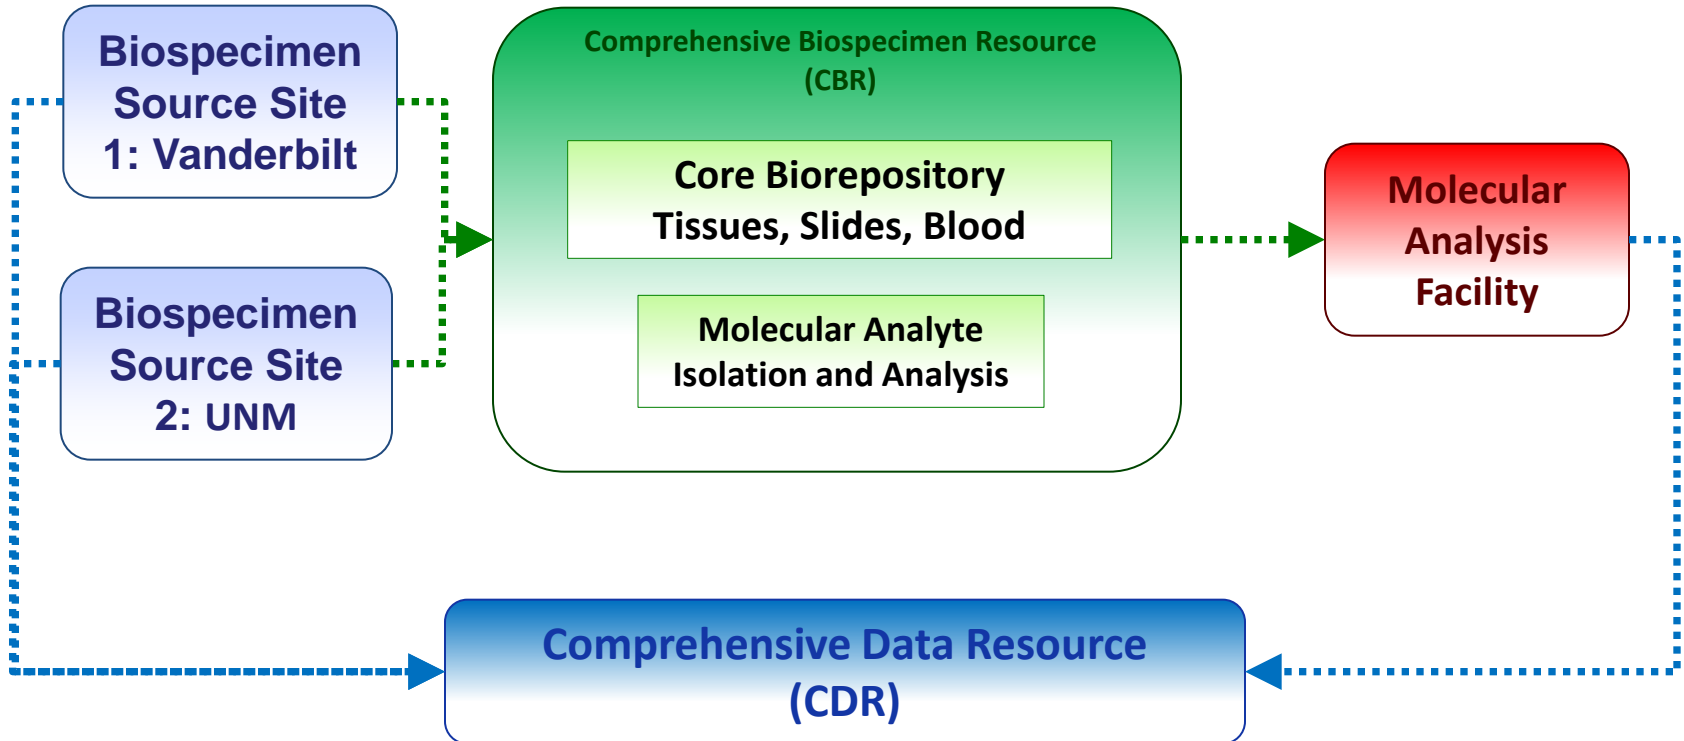 Biospecimen
Source Site
1: Vanderbilt
Biospecimen
Source Site
2: UNM
Comprehensive Biospecimen Resource
(CBR)
Core Biorepository
Tissues, Slides, Blood
Molecular Analyte
Isolation and Analysis
Molecular
Analysis
Facility
Comprehensive Data Resource
(CDR)